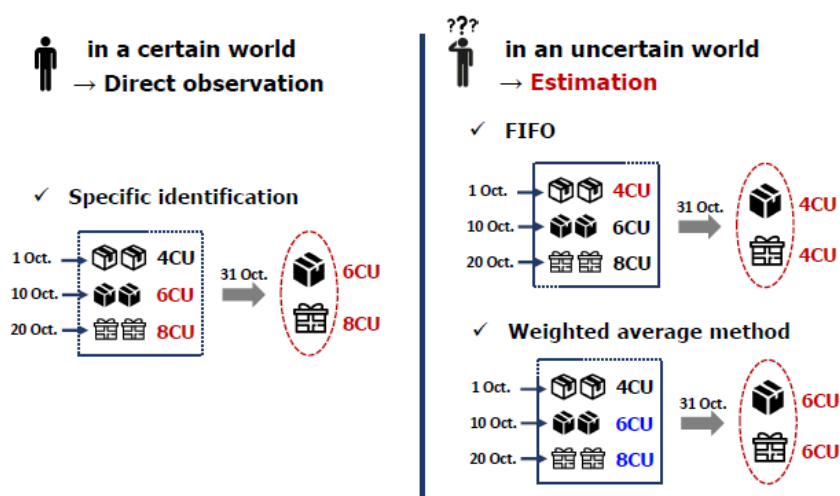 in a certain world
→ Direct observation
✓ Specific identification
1 Oct. 4CU
10 Oct. 6CU
20 Oct. 8CU
31 Oct.
6CU
8CU
???
in an uncertain world
→ Estimation
✓ FIFO
1 Oct. 4CU
10 Oct. 6CU
20 Oct. 8CU
31 Oct.
4CU
4CU
✓ Weighted average method
1 Oct. 4CU
10 Oct. 6CU
20 Oct. 8CU
31 Oct.
6CU
6CU